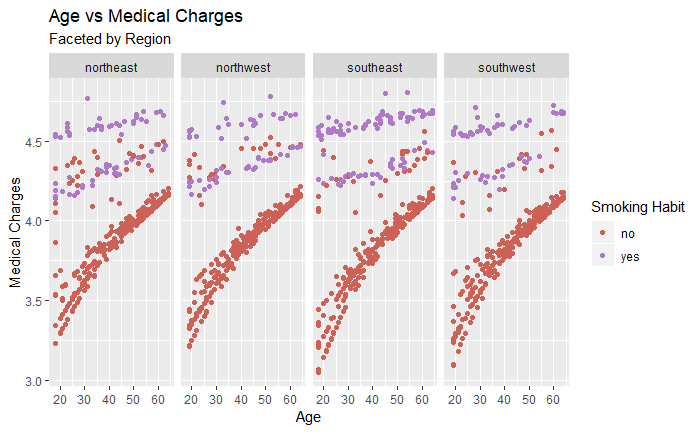 Age vs Medical Charges
Faceted by Region
northeast northwest southeast southwest
4.5
4.0
3.5
3.0
Medical Charges
20 30 40 50 60 20 30 40 50 60 20 30 40 50 60 20 30 40 50 60
Age
Smoking Habit
no
yes